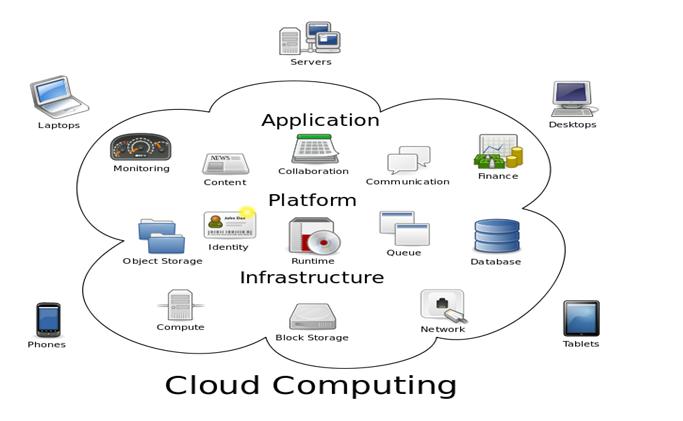 Servers
Laptops
Desktops
Application
Monitoring
NEWS
Content
Collaboration
Communication
Finance
Platform
John Doe
Object Storage
Identity
Runtime
Queue
Database
Infrastructure
Compute
Block Storage
Network
Phones
Tablets
Cloud Computing